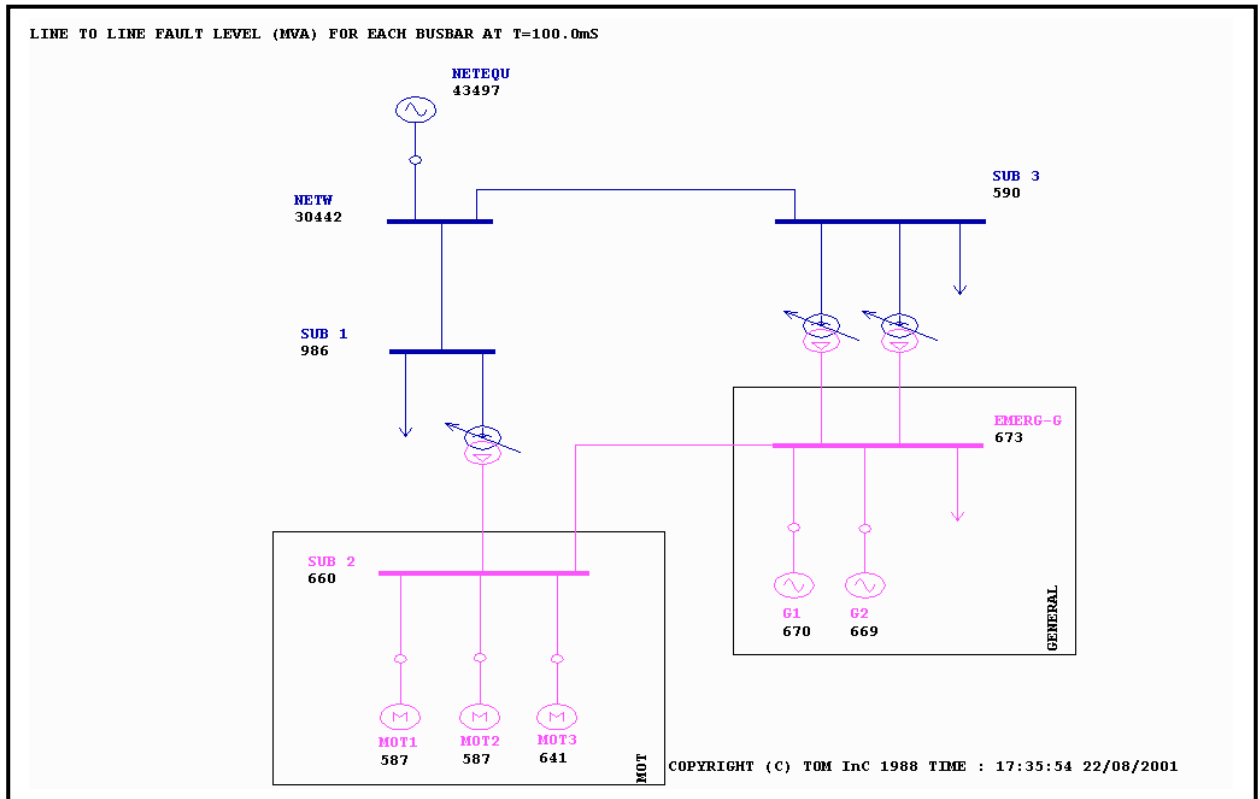 LINE TO LINE FAULT LEVEL (MVA) FOR EACH BUSBAR AT T=100.0mS
NETEQU
43497
SUB 3
590
NETW
30442
SUB 1
986
EMERG-G
673
SUB 2
660
G1
670
G2
669
GENERAL
MOT1
587
MOT2
587
MOT3
641
MOT
COPYRIGHT (C) TOM InC 1988 TIME : 17:35:54 22/08/2001